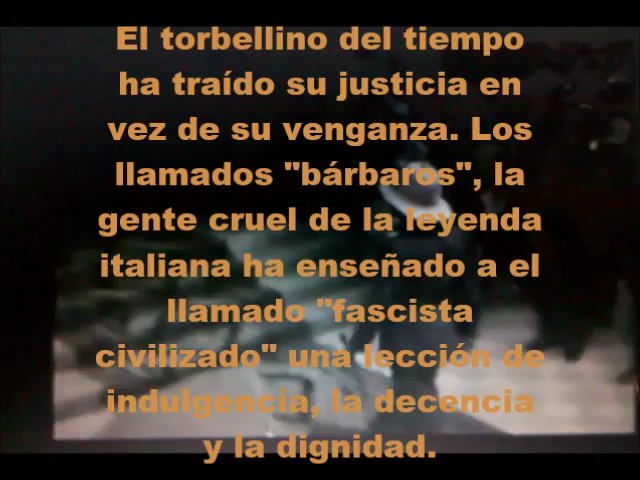 El torbellino del tiempo
ha traído su justicia en
vez de su venganza. Los
llamados "bárbaros", la
gente cruel de la leyenda
italiana ha enseñado a el
llamado "fascista
civilizado" una lección de
indulgencia, la decencia
y la dignidad.